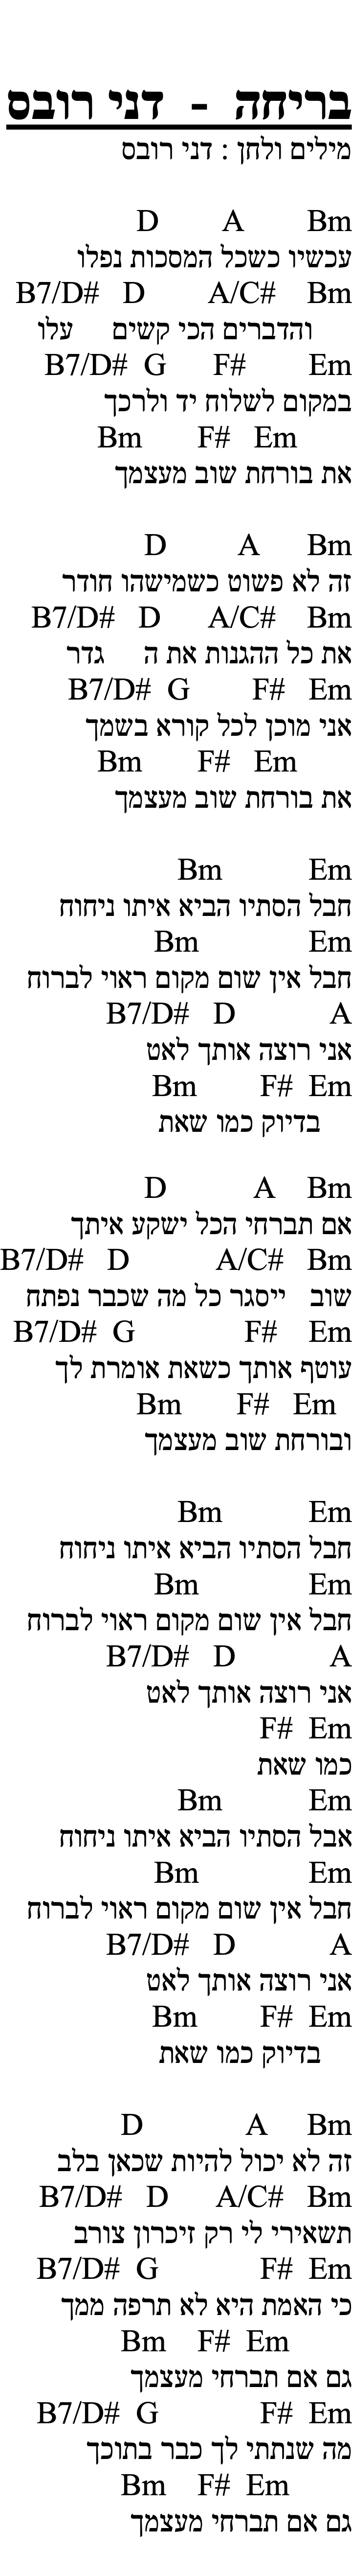 בריחה - דני רובס
מילים ולחן : דני רובס
D A Bm
עכשיו כשכל המסכות נפלו
B7/D# D A/C# Bm
והדברים הכי קשים עלו
B7/D# G F# Em
במקום לשלוח יד ולרכך
Bm F# Em
את בורחת שוב מעצמך
D A Bm
זה לא פשוט כשמישהו חודר
B7/D# D A/C# Bm
את כל ההגנות את ה גדר
B7/D# G F# Em
אני מוכן לכל קורא בשמך
Bm F# Em
את בורחת שוב מעצמך
Bm Em
חבל הסתיו הביא איתו ניחוח
Bm Em
חבל אין שום מקום ראוי לברוח
B7/D# D A
אני רוצה אותך לאט
Bm F# Em
בדיוק כמו שאת
D A Bm
אם תברחי הכל ישקע איתך
B7/D# D A/C# Bm
שוב ייסגר כל מה שכבר נפתח
B7/D# G F# Em
עוטף אותך כשאת אומרת לך
Bm F# Em
ובורחת שוב מעצמך
Bm Em
חבל הסתיו הביא איתו ניחוח
Bm Em
חבל אין שום מקום ראוי לברוח
B7/D# D A
אני רוצה אותך לאט
F# Em
כמו שאת
Bm Em
אבל הסתיו הביא איתו ניחוח
Bm Em
חבל אין שום מקום ראוי לברוח
B7/D# D A
אני רוצה אותך לאט
Bm F# Em
בדיוק כמו שאת
D A Bm
זה לא יכול להיות שכאן בלב
B7/D# D A/C# Bm
תשאירי לי רק זיכרון צורב
B7/D# G F# Em
כי האמת היא לא תרפה ממך
Bm F# Em
גם אם תברחי מעצמך
B7/D# G F# Em
מה שנתתי לך כבר בתוכך
Bm F# Em
גם אם תברחי מעצמך